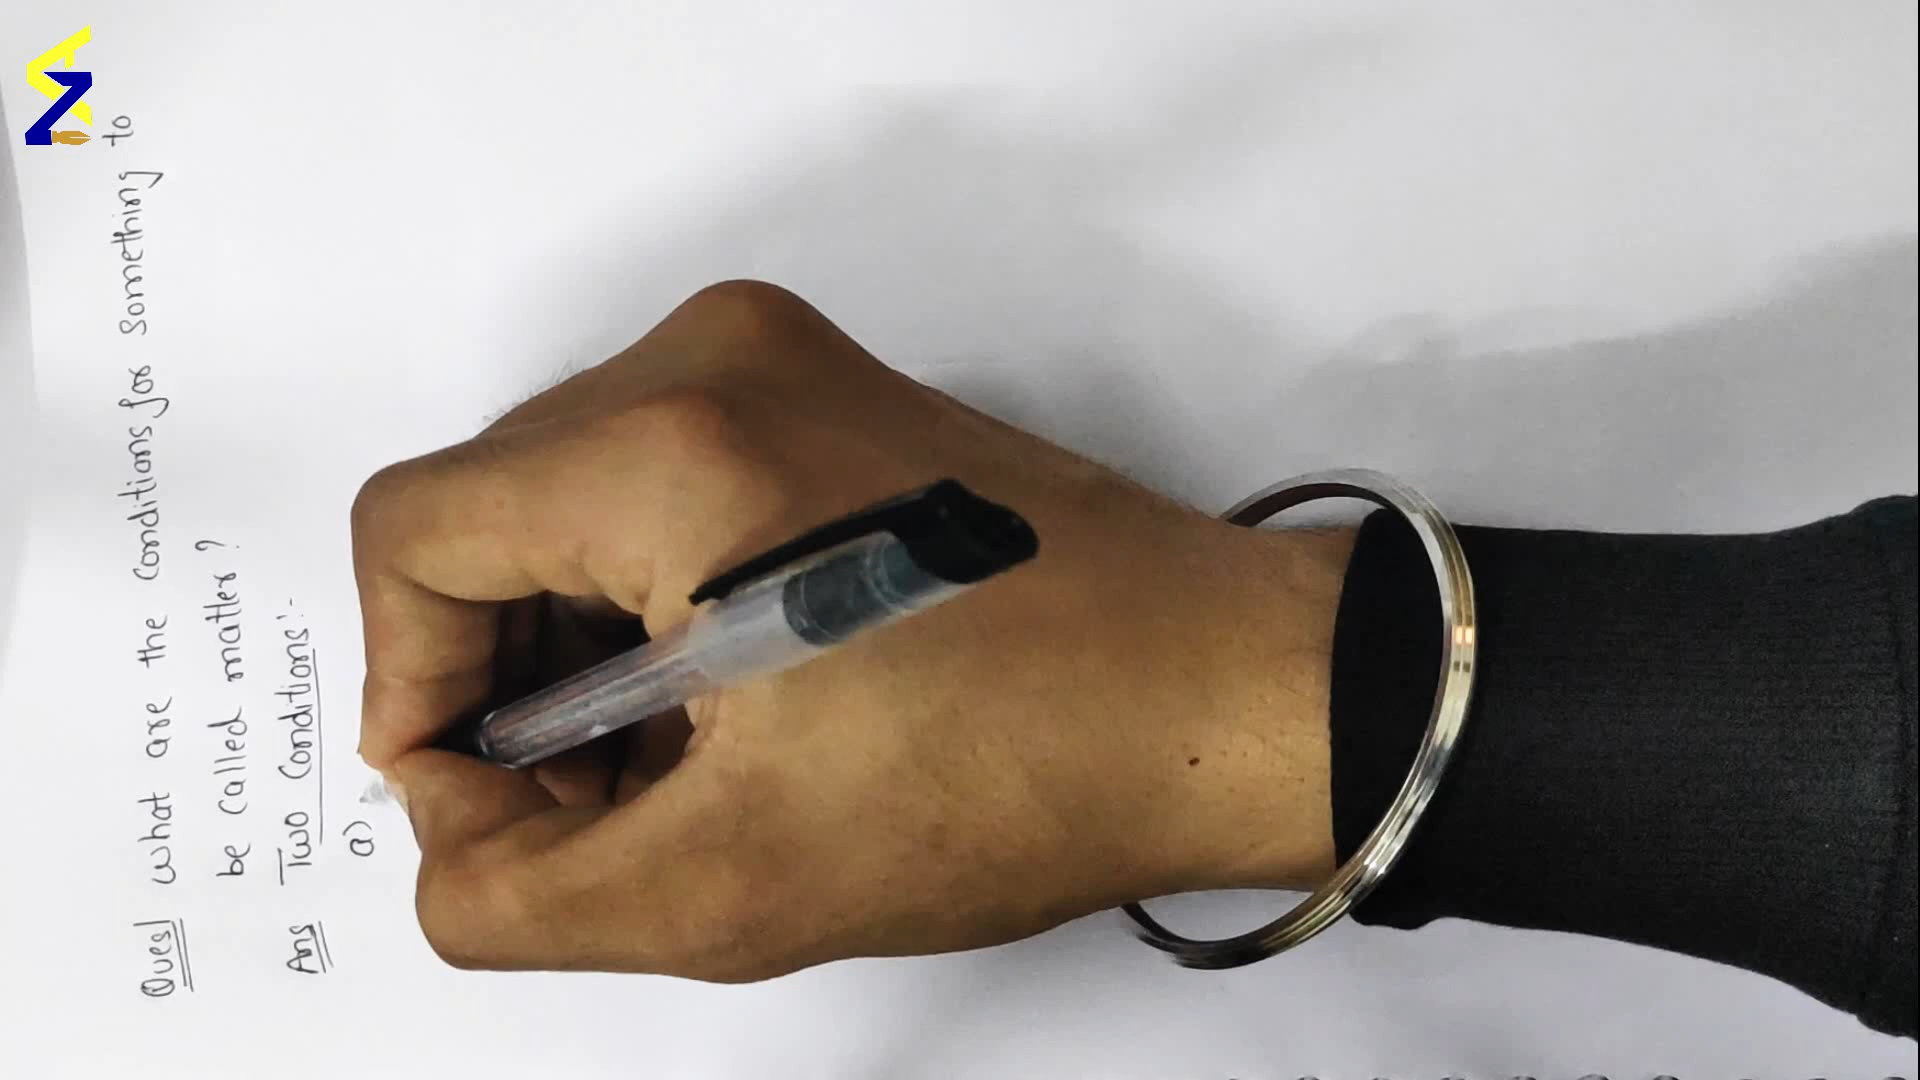 Ques| What are the Conditions for Something to
be Called matter?
Ans Two Conditions:-
a)